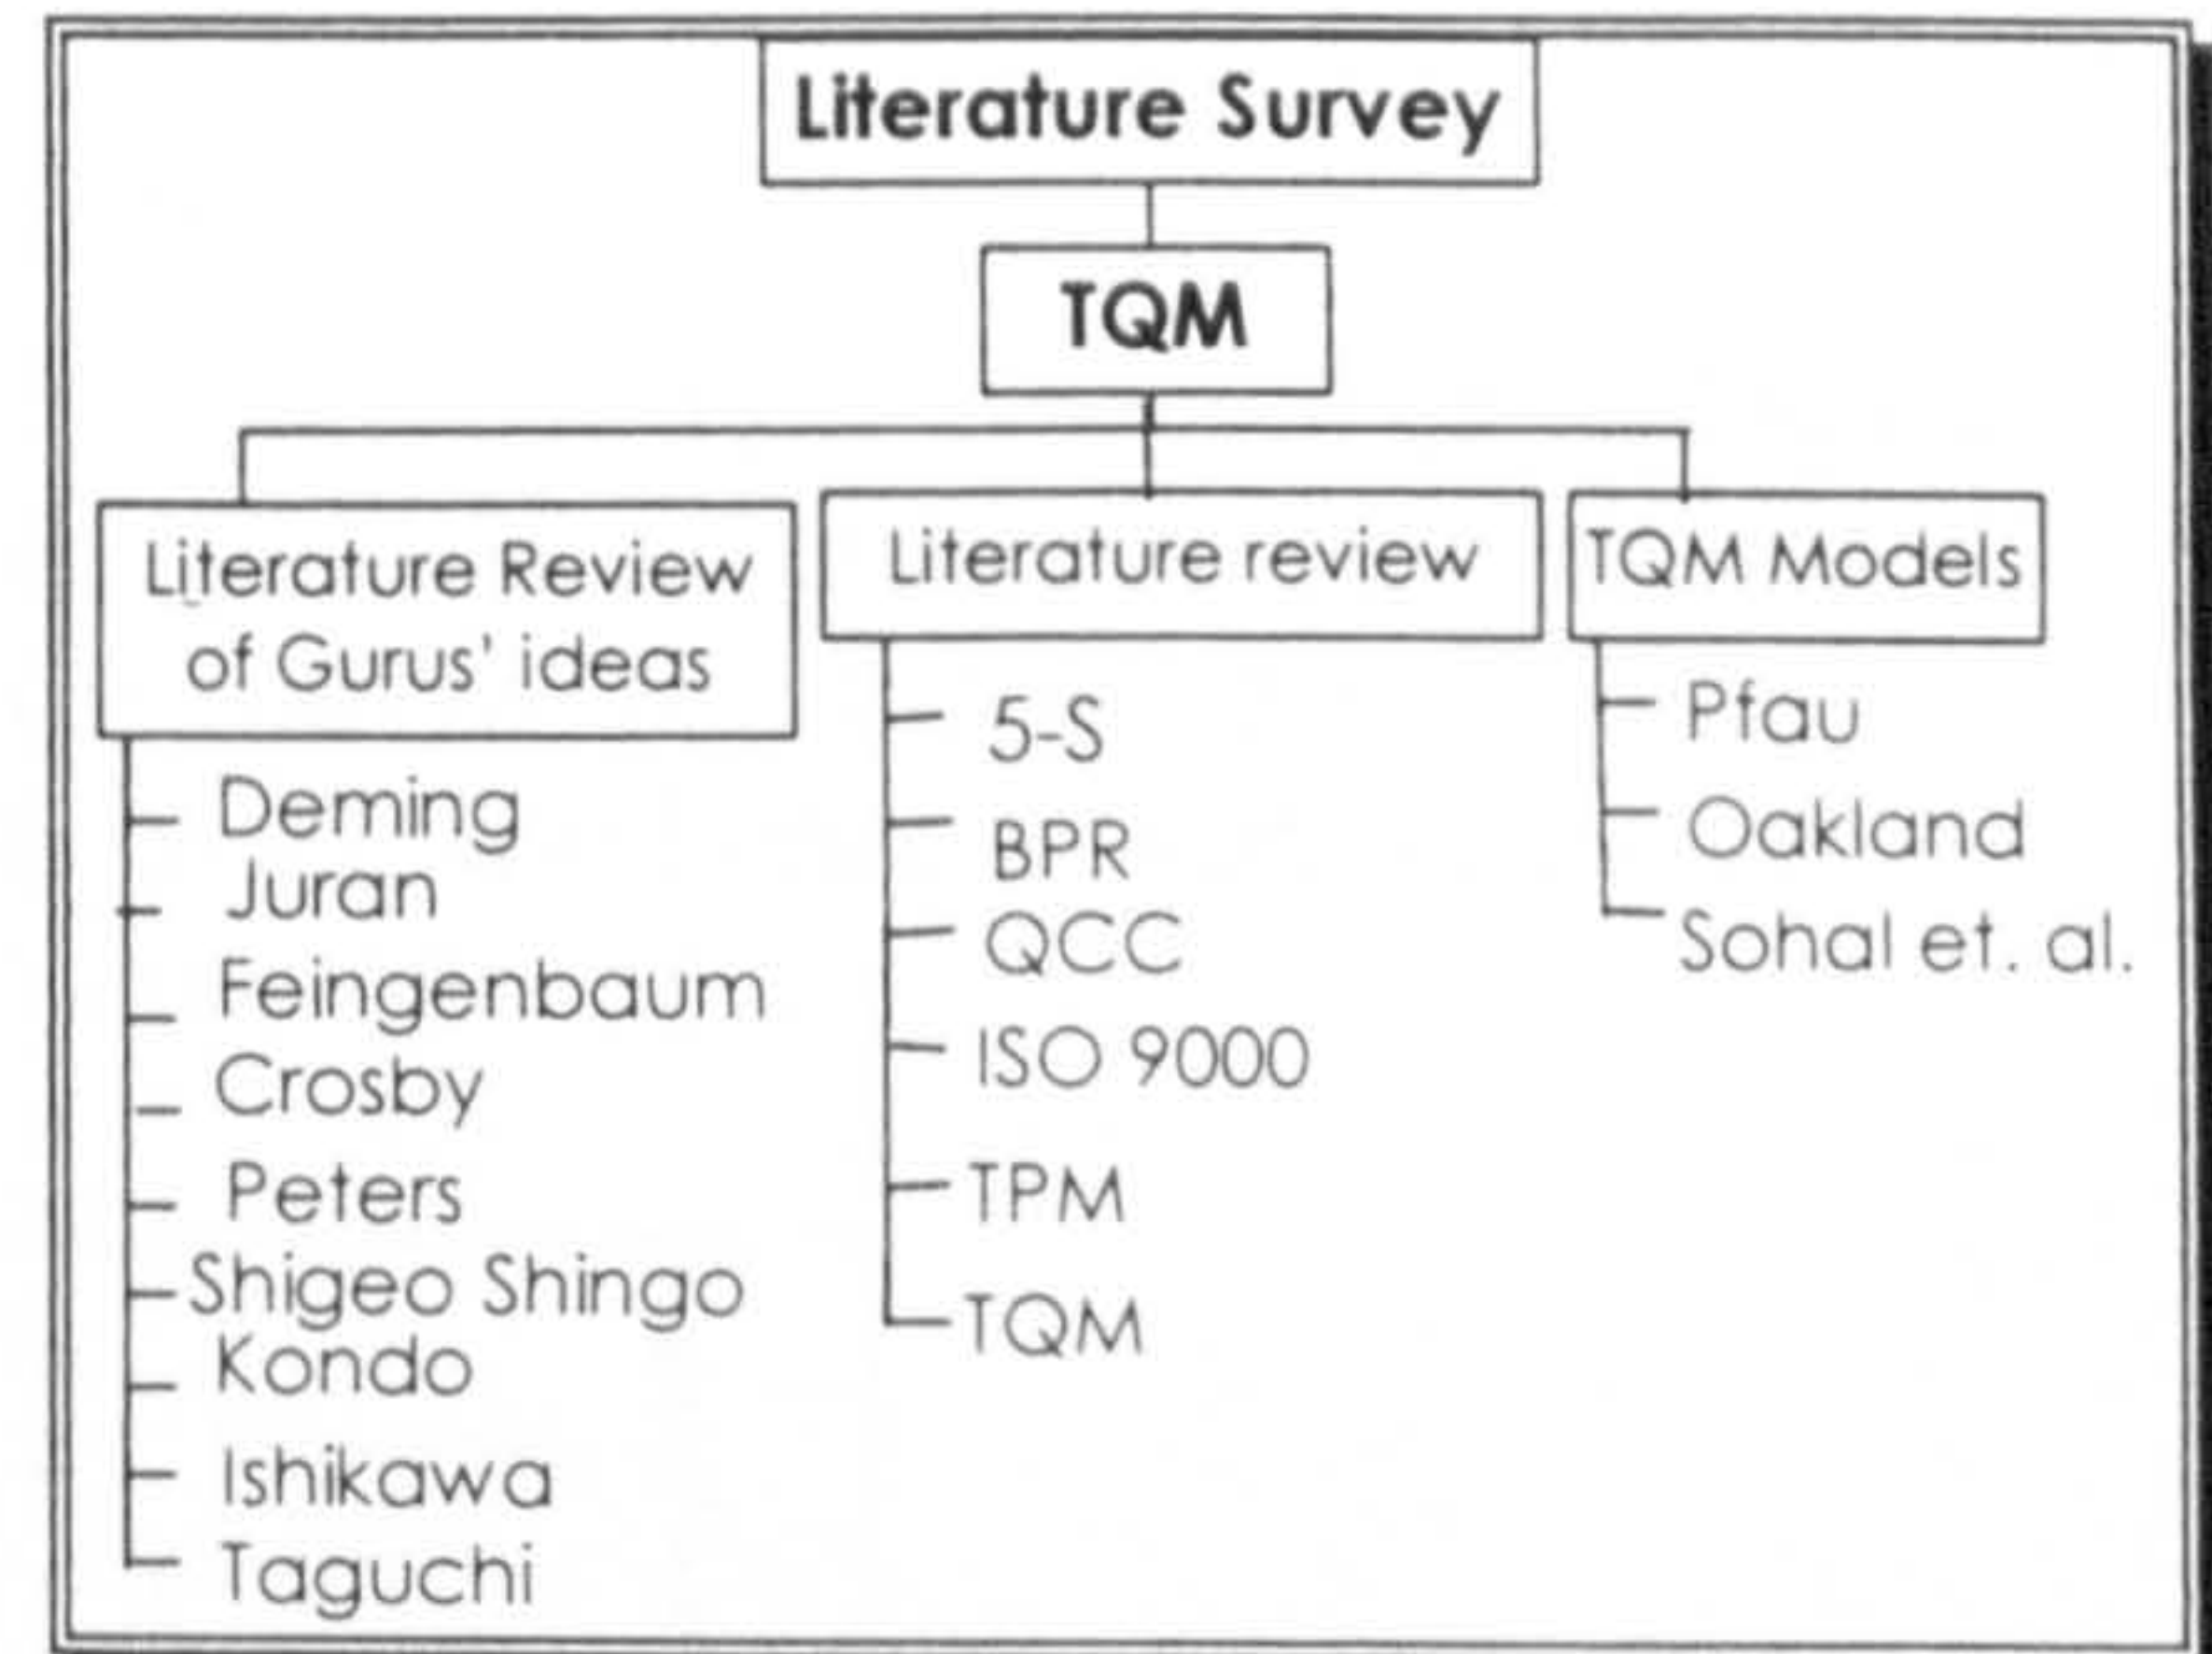 Literature Survey
TQM
Literature Review
of Gurus' ideas
Deming
Juran
Feingenbaum
Crosby
Peters
Shigeo Shingo
Kondo
Ishikawa
Taguchi
Literature review
5-S
BPR
QCC
ISO 9000
TPM
TQM
TQM Models
Pfau
Oakland
Sohal et. al.